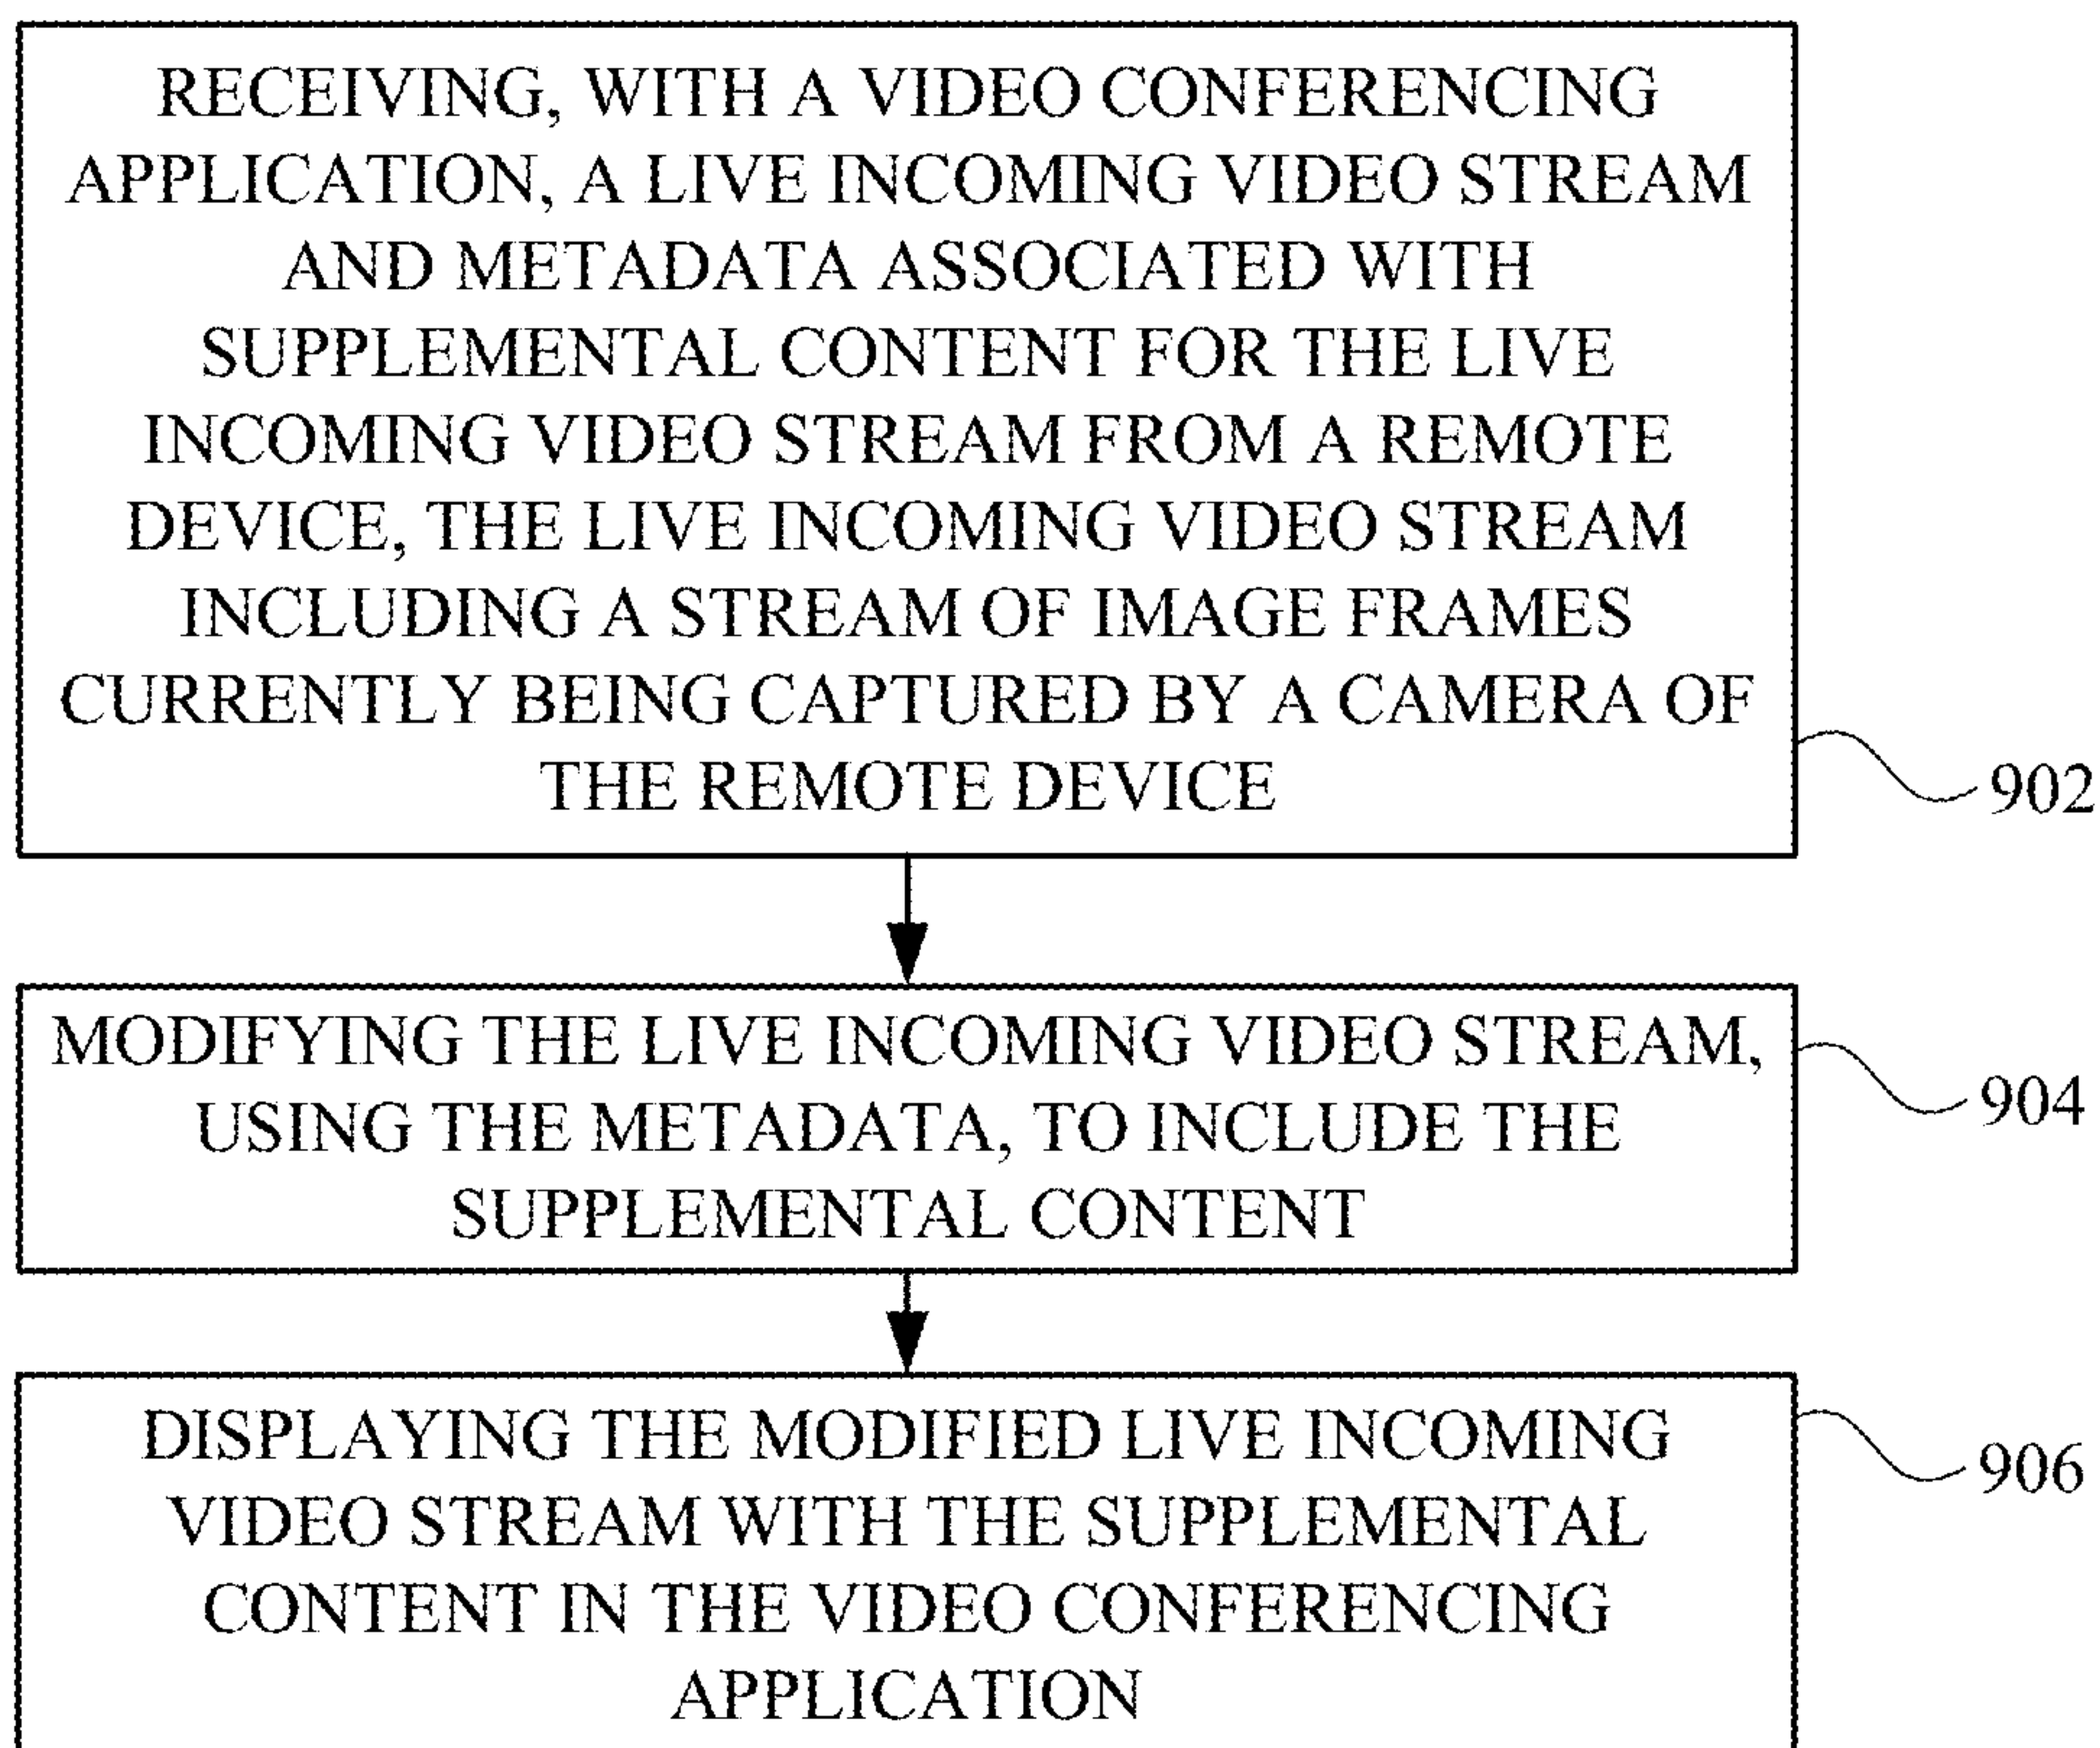 RECEIVING, WITH A VIDEO CONFERENCING
APPLICATION, A LIVE INCOMING VIDEO STREAM
AND METADATA ASSOCIATED WITH
SUPPLEMENTAL CONTENT FOR THE LIVE
INCOMING VIDEO STREAM FROM A REMOTE
DEVICE, THE LIVE INCOMING VIDEO STREAM
INCLUDING A STREAM OF IMAGE FRAMES
CURRENTLY BEING CAPTURED BY A CAMERA OF
THE REMOTE DEVICE
902
MODIFYING THE LIVE INCOMING VIDEO STREAM,
USING THE METADATA, TO INCLUDE THE
SUPPLEMENTAL CONTENT
904
DISPLAYING THE MODIFIED LIVE INCOMING
VIDEO STREAM WITH THE SUPPLEMENTAL
CONTENT IN THE VIDEO CONFERENCING
APPLICATION
906